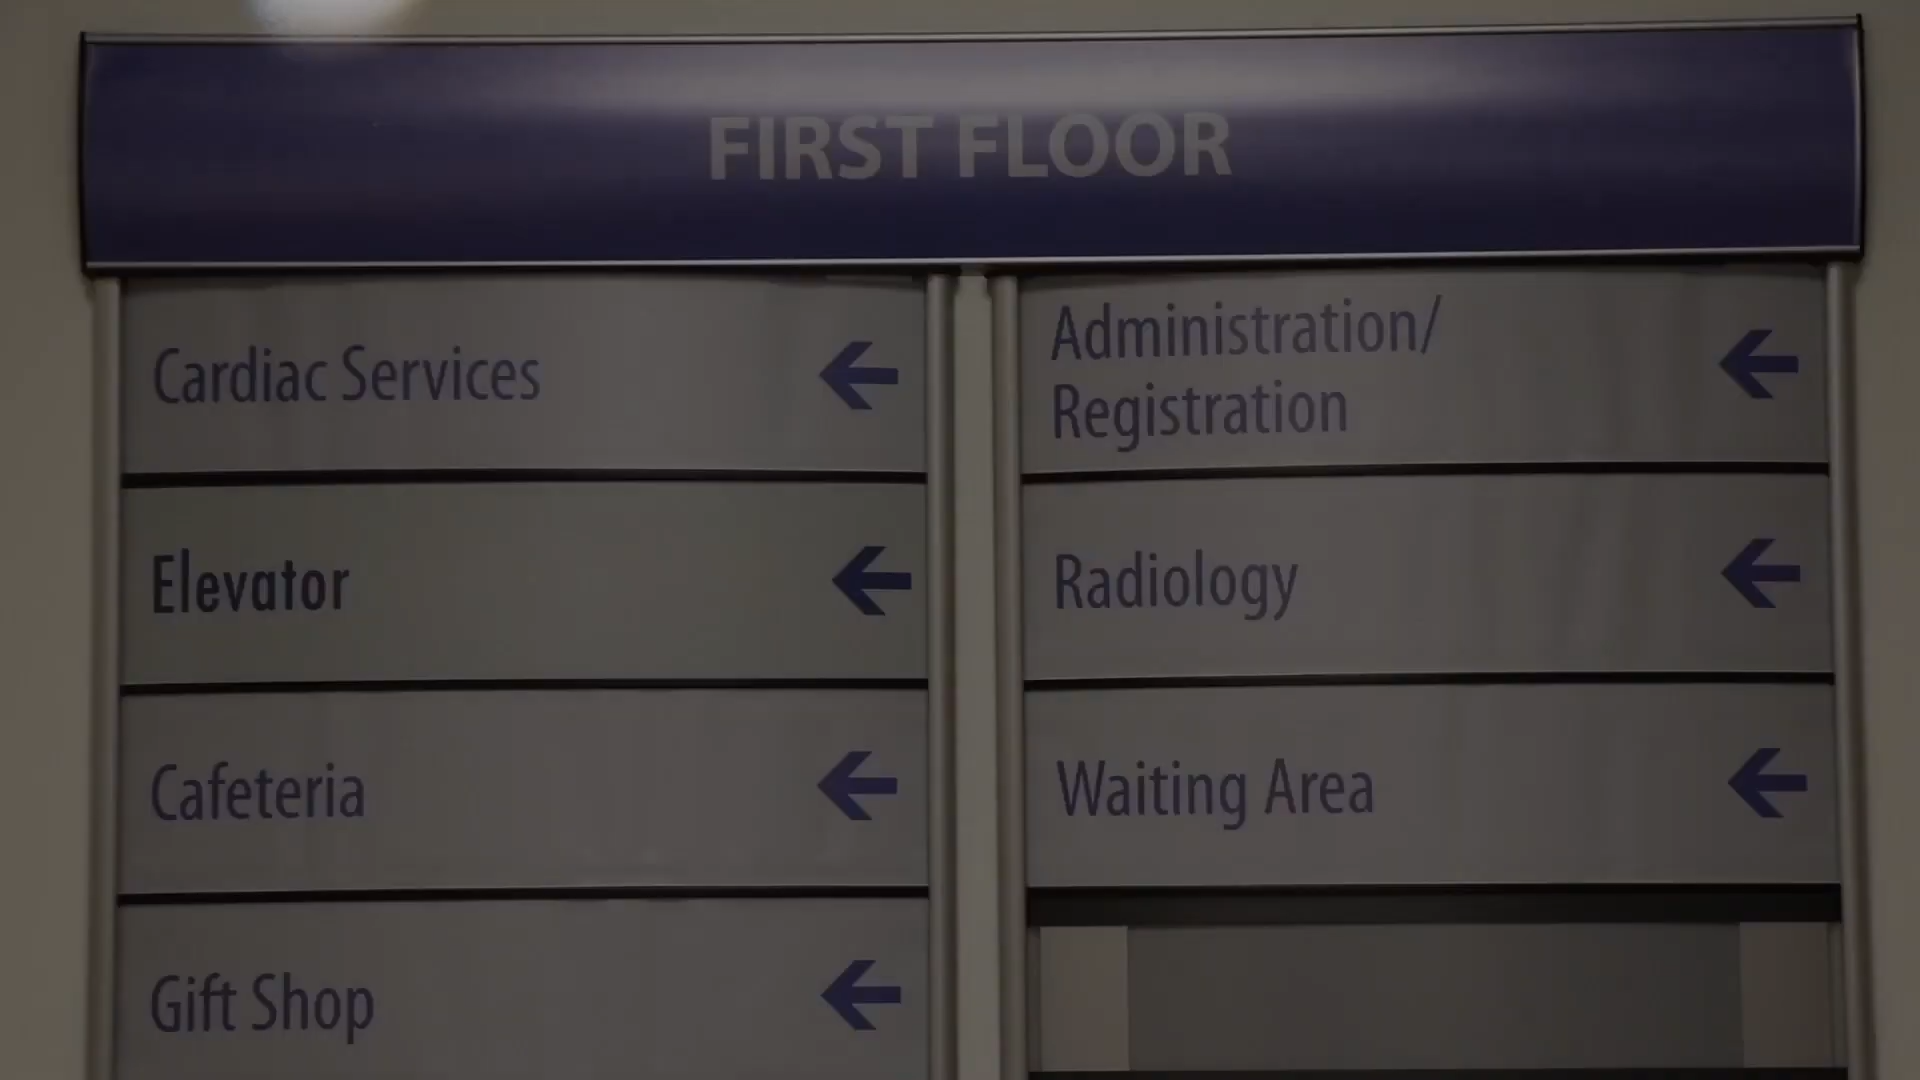 FIRST FLOOR
Cardiac Services
Elevator
Cafeteria
Gift Shop
Administration/
Registration
Radiology
Waiting Area